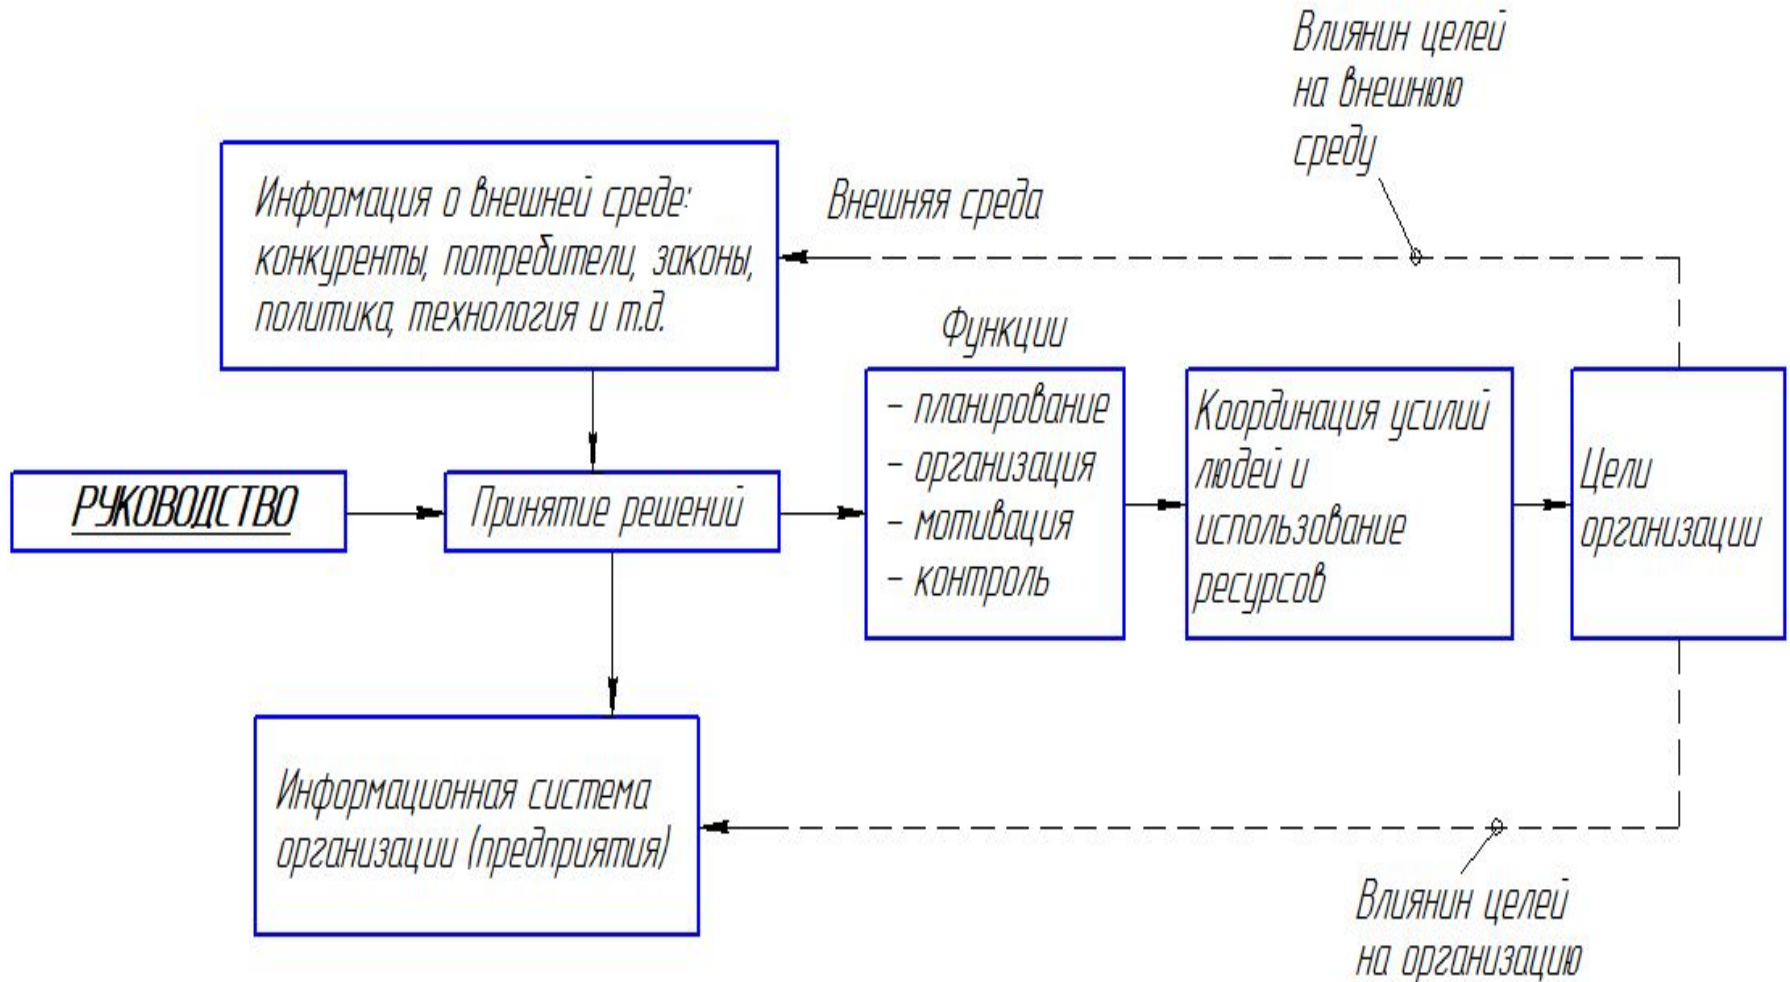 Влиянин целей
на внешнюю
среду
Информация о внешней среде:
конкуренты, потребители, законы,
политика, технология и т.д.
Внешняя среда
Функции
– планирование
– организация
– мотивация
– контроль
Координация усилий
людей и
использование
ресурсов
Цели
организации
РУКОВОДСТВО
Принятие решений
Информационная система
организации (предприятия)
Влиянин целей
на организацию